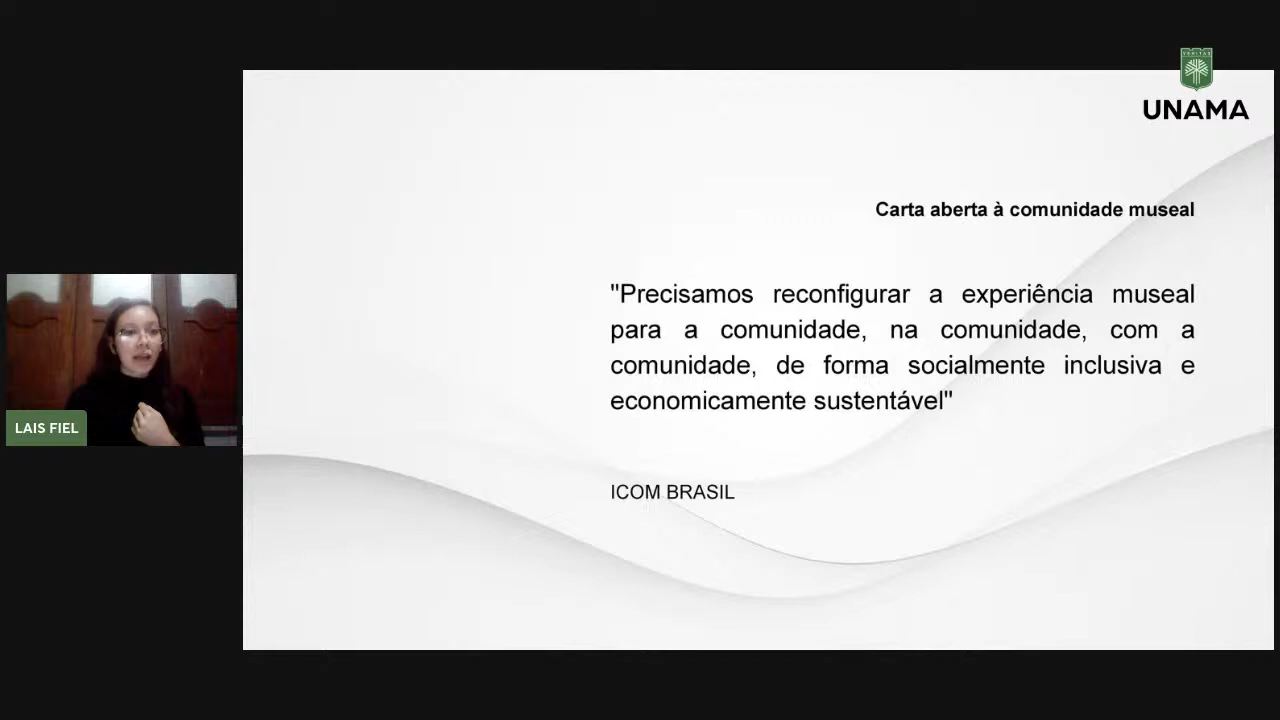 VERITAS
UNAMA
Carta aberta à comunidade museal
"Precisamos reconfigurar a experiência museal
para a comunidade, na comunidade, com a
comunidade, de forma socialmente inclusiva e
economicamente sustentável"
LAIS FIEL
ICOM BRASIL